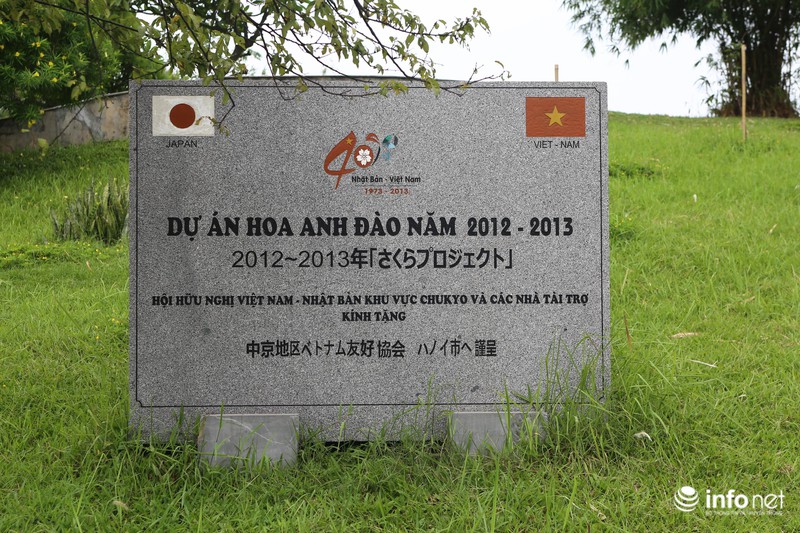 JAPAN
VIET - NAM
40
Nhật Bản - Việt Nam
1973 - 2013
DỰ ÁN HOA ANH ĐÀO NĂM 2012 - 2013
2012~2013年「さくらプロジェクト」
HỘI HỮU NGHỊ VIỆT NAM - NHẬT BẢN KHU VỰC CHUKYO VÀ CÁC NHÀ TÀI TRỢ
KÍNH TẶNG
中京地区ベトナム友好協会 ハノイ市へ謹呈
infonet